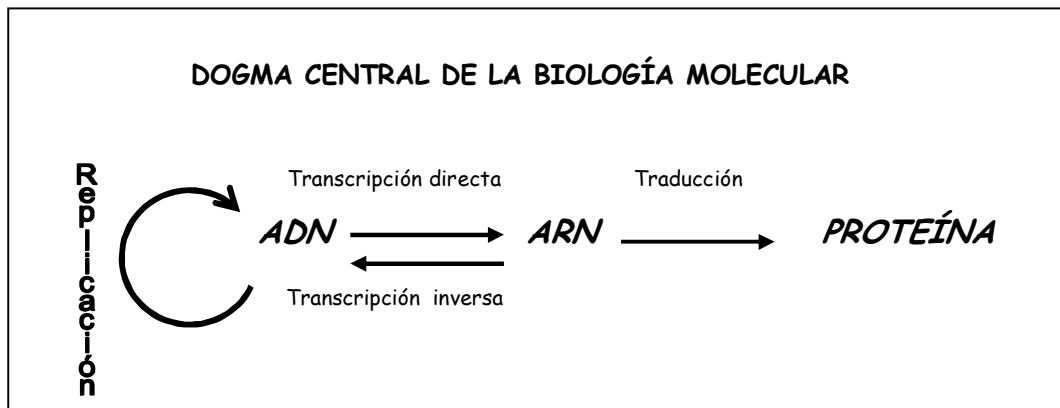 DOGMA CENTRAL DE LA BIOLOGÍA MOLECULAR
Replicación
Transcripción directa
Traducción
ADN
ARN
PROTEÍNA
Transcripción inversa